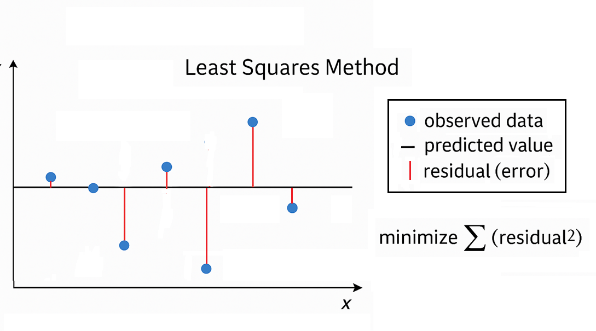 Least Squares Method
observed data
predicted value
residual (error)
minimize ∑ (residual²)
x